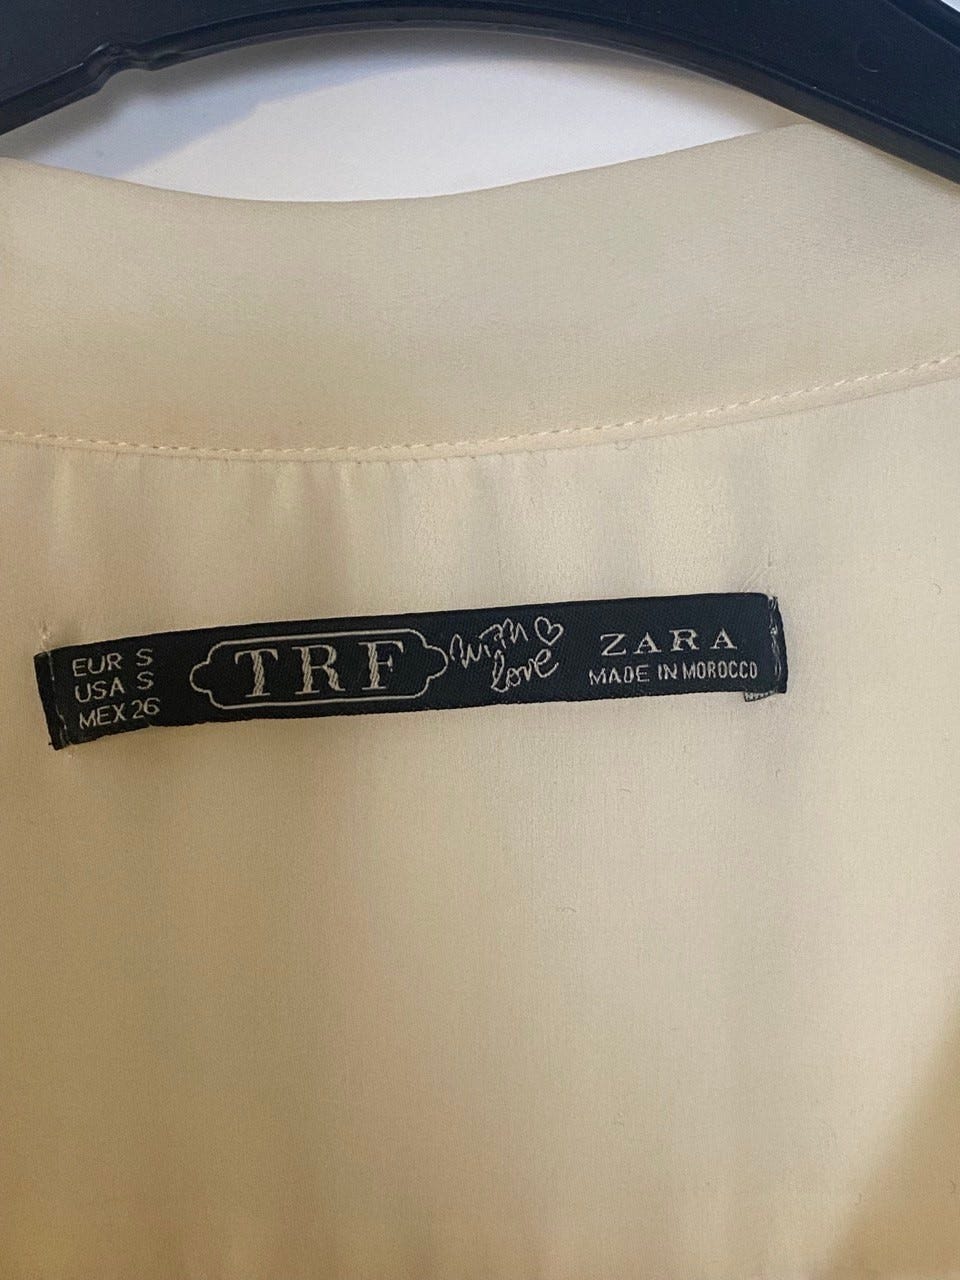 EUR S
USA S
MEX 26
TRF
with
love
ZARA
MADE IN MOROCCO